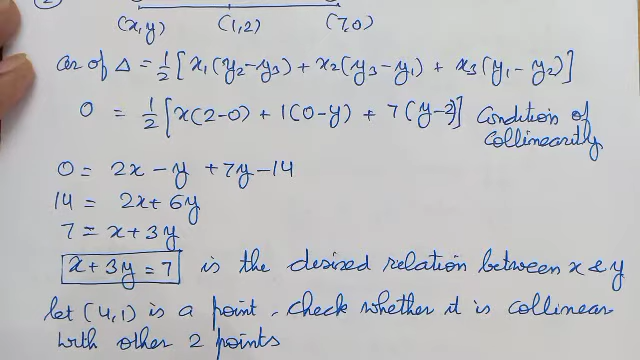 2
(x,y) (1,2) (7,0)
ar of Δ = 1/2 [x₁(y₂-y₃) + x₂(y₃-y₁) + x₃(y₁-y₂)]
0 = 1/2 [x(2-0) + 1(0-y) + 7(y-2)] Condition of
collinearity
0 = 2x - y + 7y - 14
14 = 2x + 6y
7 = x + 3y
x + 3y = 7 is the desired relation between x & y
let (4,1) is a point. Check whether it is collinear
with other 2 points